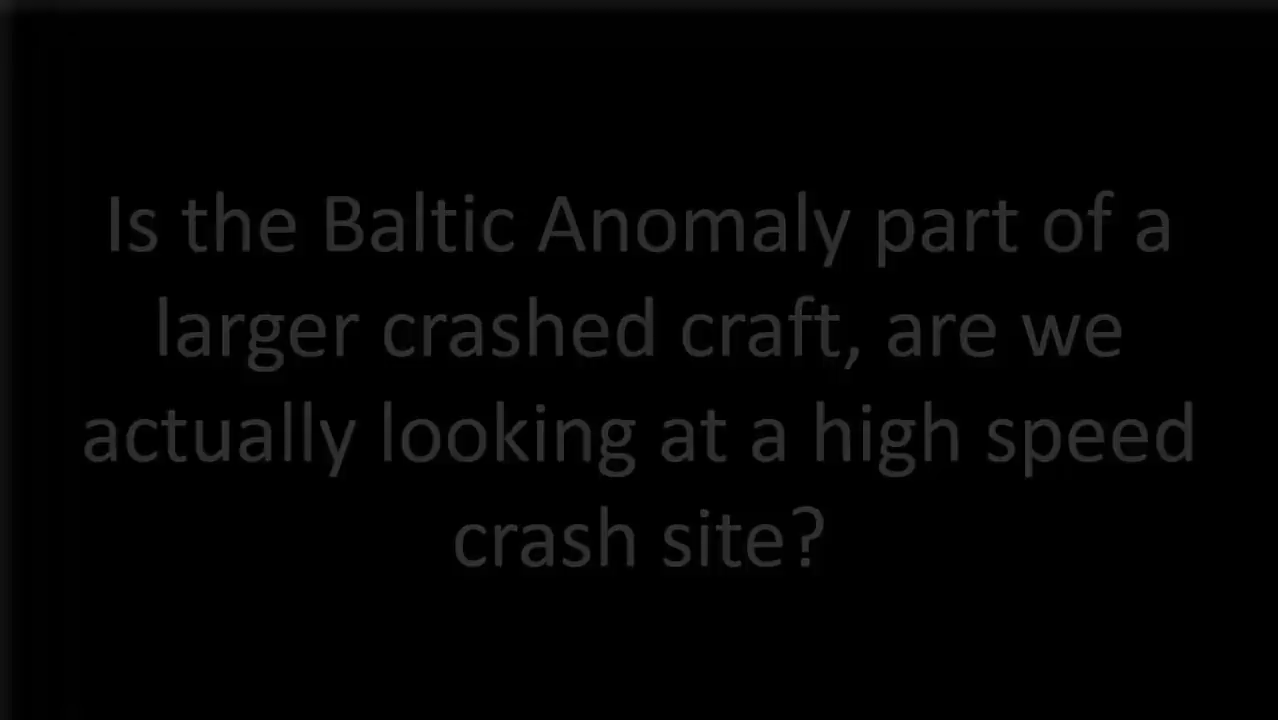 Is the Baltic Anomaly part of a
larger crashed craft, are we
actually looking at a high speed
crash site?